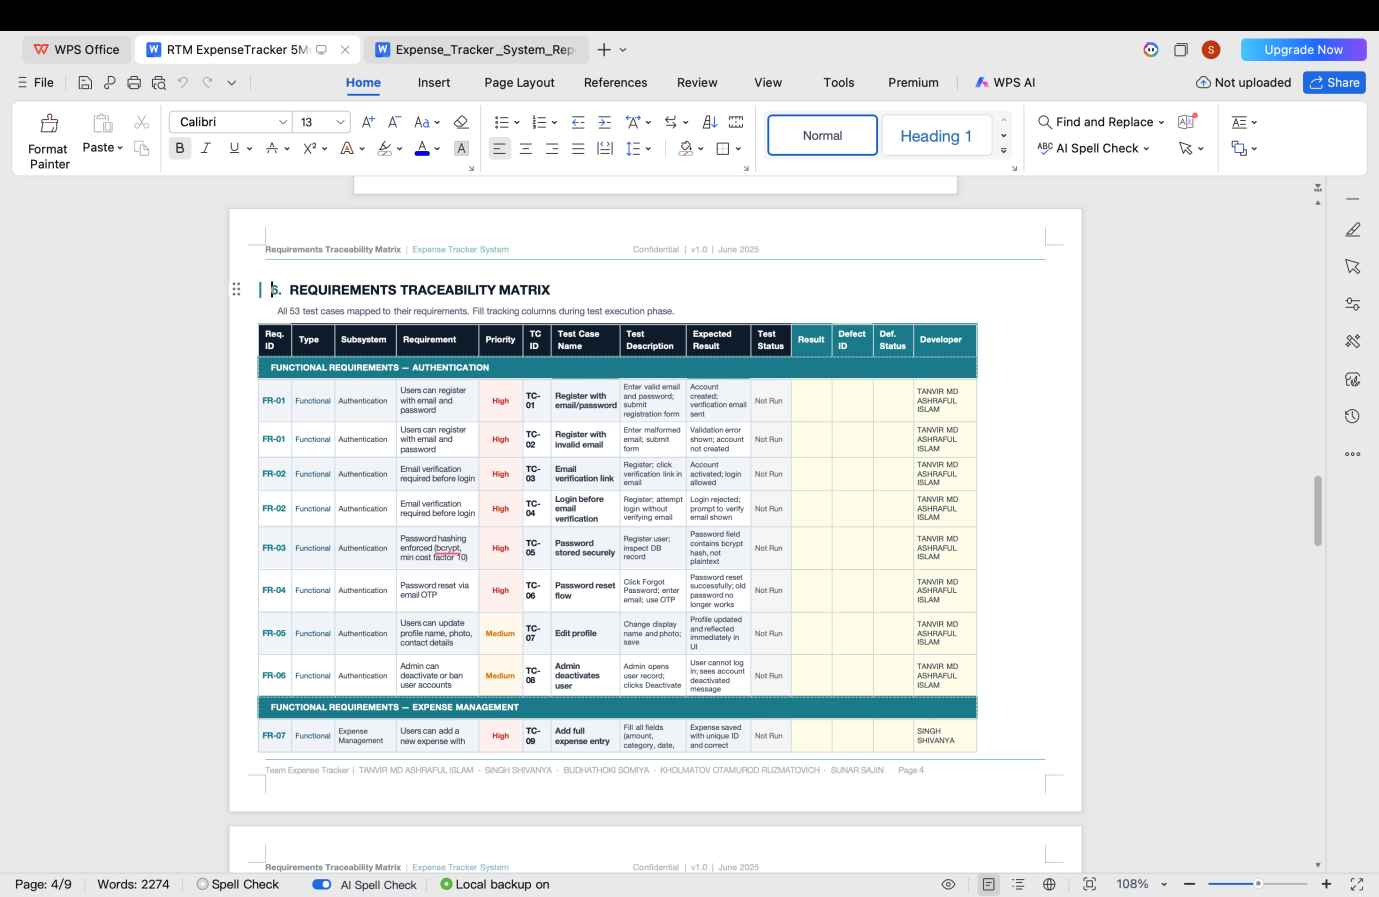 WPS Office
RTM ExpenseTracker 5M
Expense_Tracker_System_Rep
S
Upgrade Now
File
Home
Insert
Page Layout
References
Review
View
Tools
Premium
WPS AI
Not uploaded
Share
Format Painter
Paste
Calibri
13
Normal
Heading 1
Find and Replace
AI Spell Check
Requirements Traceability Matrix | Expense Tracker System
Confidential | v1.0 | June 2025
6. REQUIREMENTS TRACEABILITY MATRIX
All 53 test cases mapped to their requirements. Fill tracking columns during test execution phase.
Req. ID Type Subsystem Requirement Priority TC ID Test Case Name Test Description Expected Result Test Status Result Defect ID Def. Status Developer
FUNCTIONAL REQUIREMENTS — AUTHENTICATION
FR-01 Functional Authentication Users can register with email and password High TC-01 Register with email/password Enter valid email and password; submit registration form Account created; verification email sent Not Run TANVIR MD ASHRAFUL ISLAM
FR-01 Functional Authentication Users can register with email and password High TC-02 Register with invalid email Enter malformed email; submit form Validation error shown; account not created Not Run TANVIR MD ASHRAFUL ISLAM
FR-02 Functional Authentication Email verification required before login High TC-03 Email verification link Register; click verification link in email Account activated; login allowed Not Run TANVIR MD ASHRAFUL ISLAM
FR-02 Functional Authentication Email verification required before login High TC-04 Login before email verification Register; attempt login without verifying email Login rejected; prompt to verify email shown Not Run TANVIR MD ASHRAFUL ISLAM
FR-03 Functional Authentication Password hashing enforced (bcrypt, min cost factor 10) High TC-05 Password stored securely Register user; inspect DB record Password field contains bcrypt hash, not plaintext Not Run TANVIR MD ASHRAFUL ISLAM
FR-04 Functional Authentication Password reset via email OTP High TC-06 Password reset flow Click Forgot Password; enter email; use OTP Password reset successfully; old password no longer works Not Run TANVIR MD ASHRAFUL ISLAM
FR-05 Functional Authentication Users can update profile name, photo, contact details Medium TC-07 Edit profile Change display name and photo; save Profile updated and reflected immediately in UI Not Run TANVIR MD ASHRAFUL ISLAM
FR-06 Functional Authentication Admin can deactivate or ban user accounts Medium TC-08 Admin deactivates user Admin opens user record; clicks Deactivate User cannot log in; sees account deactivated message Not Run TANVIR MD ASHRAFUL ISLAM
FUNCTIONAL REQUIREMENTS — EXPENSE MANAGEMENT
FR-07 Functional Expense Management Users can add a new expense with High TC-09 Add full expense entry Fill all fields (amount, category, date, Expense saved with unique ID and correct Not Run SINGH SHIVANYA
Team Expense Tracker | TANVIR MD ASHRAFUL ISLAM · SINGH SHIVANYA · BUDHATHOKI SOMIYA · KHOLMATOV OTAMUROD RUZMATOVICH · SUNAR SAJIN Page 4
Requirements Traceability Matrix | Expense Tracker System
Confidential | v1.0 | June 2025
Page: 4/9
Words: 2274
Spell Check
AI Spell Check
Local backup on
108%